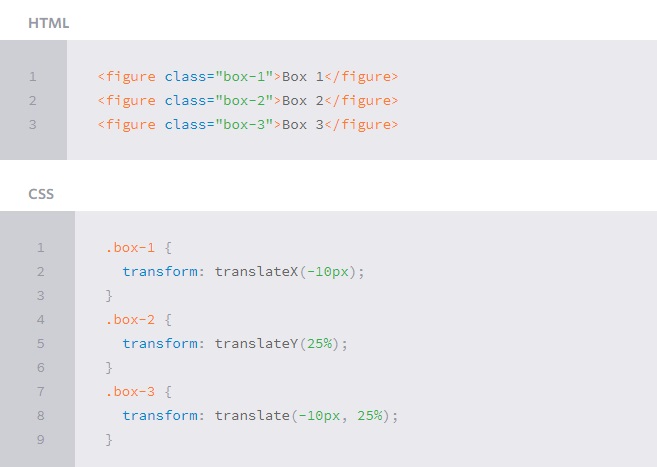 HTML
1 <figure class="box-1">Box 1</figure>
2 <figure class="box-2">Box 2</figure>
3 <figure class="box-3">Box 3</figure>
CSS
1 .box-1 {
2 transform: translateX(-10px);
3 }
4 .box-2 {
5 transform: translateY(25%);
6 }
7 .box-3 {
8 transform: translate(-10px, 25%);
9 }